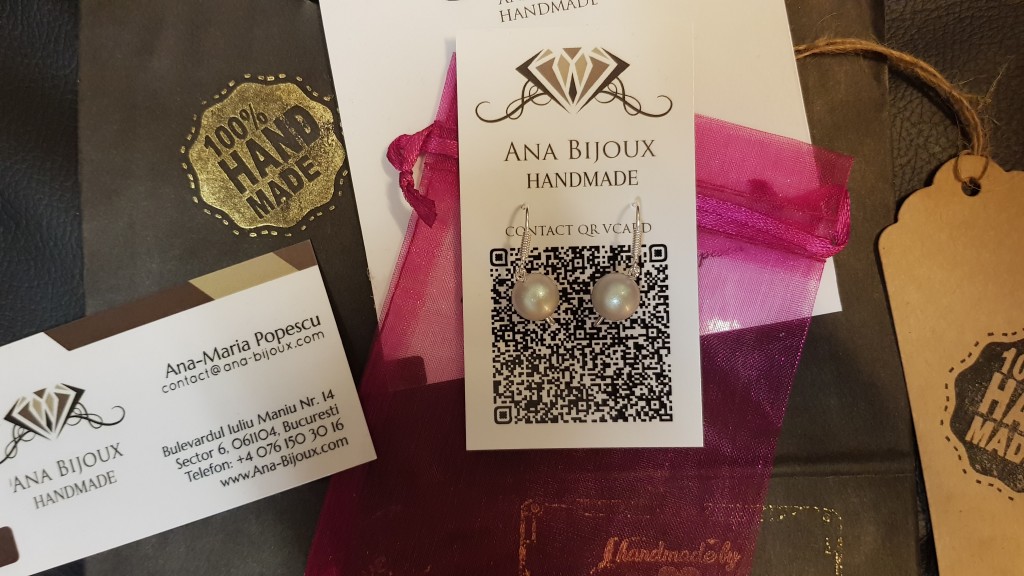 HANDMADE
100%
HAND
MADE
ANA BIJOUX
HANDMADE
CONTACT QR VCARD
Ana-Maria Popescu
contact@ana-bijoux.com
Bulevardul Iuliu Maniu Nr. 14
Sector 6, 061104, Bucuresti
Telefon: +4 076 150 30 16
www.Ana-Bijoux.com
ANA BIJOUX
HANDMADE
MADE
Handmade by